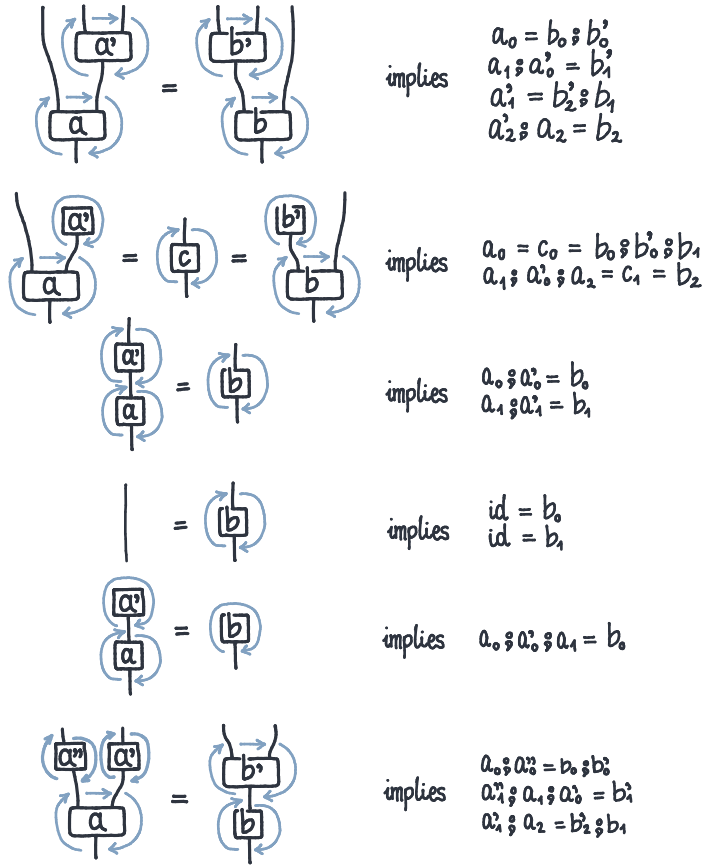 a' b'
=
a b
implies
a₀ = b₀ ⨟ b'₀
a₁ ⨟ a'₀ = b'₁
a'₁ = b'₂ ⨟ b₁
a'₂ ⨟ a₂ = b₂
a' b'
a = c = b
implies
a₀ = c₀ = b₀ ⨟ b'₀ ⨟ b₁
a₁ ⨟ a'₀ ⨟ a₂ = c₁ = b₂
a'
= b
a
implies
a₀ ⨟ a'₀ = b₀
a₁ ⨟ a'₁ = b₁
= b
implies
id = b₀
id = b₁
a'
= b
a
implies
a₀ ⨟ a'₀ ⨟ a₁ = b₀
a'' a' b'
=
a b
implies
a₀ ⨟ a''₀ = b₀ ⨟ b'₀
a''₁ ⨟ a₁ ⨟ a'₀ = b'₁
a'₁ ⨟ a₂ = b'₂ ⨟ b₁